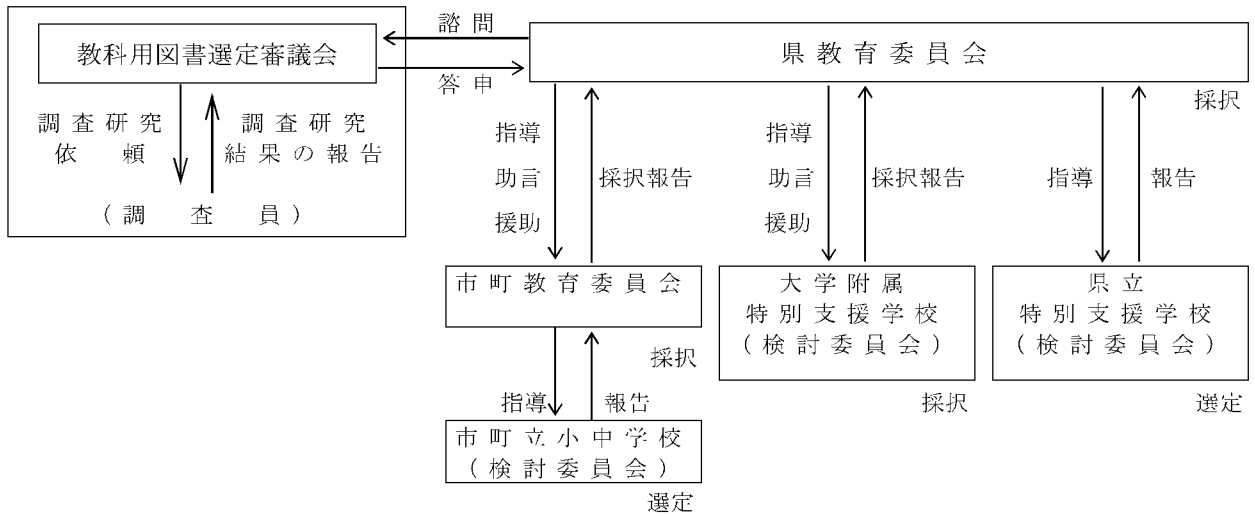 諮問
教科用図書選定審議会
県教育委員会
答申
採択
調査研究
依頼
調査研究
結果の報告
(調査員)
指導
助言
援助
採択報告
指導
助言
援助
採択報告
指導
報告
市町教育委員会
採択
大学附属
特別支援学校
(検討委員会)
採択
県立
特別支援学校
(検討委員会)
選定
指導
報告
市町立小中学校
(検討委員会)
選定